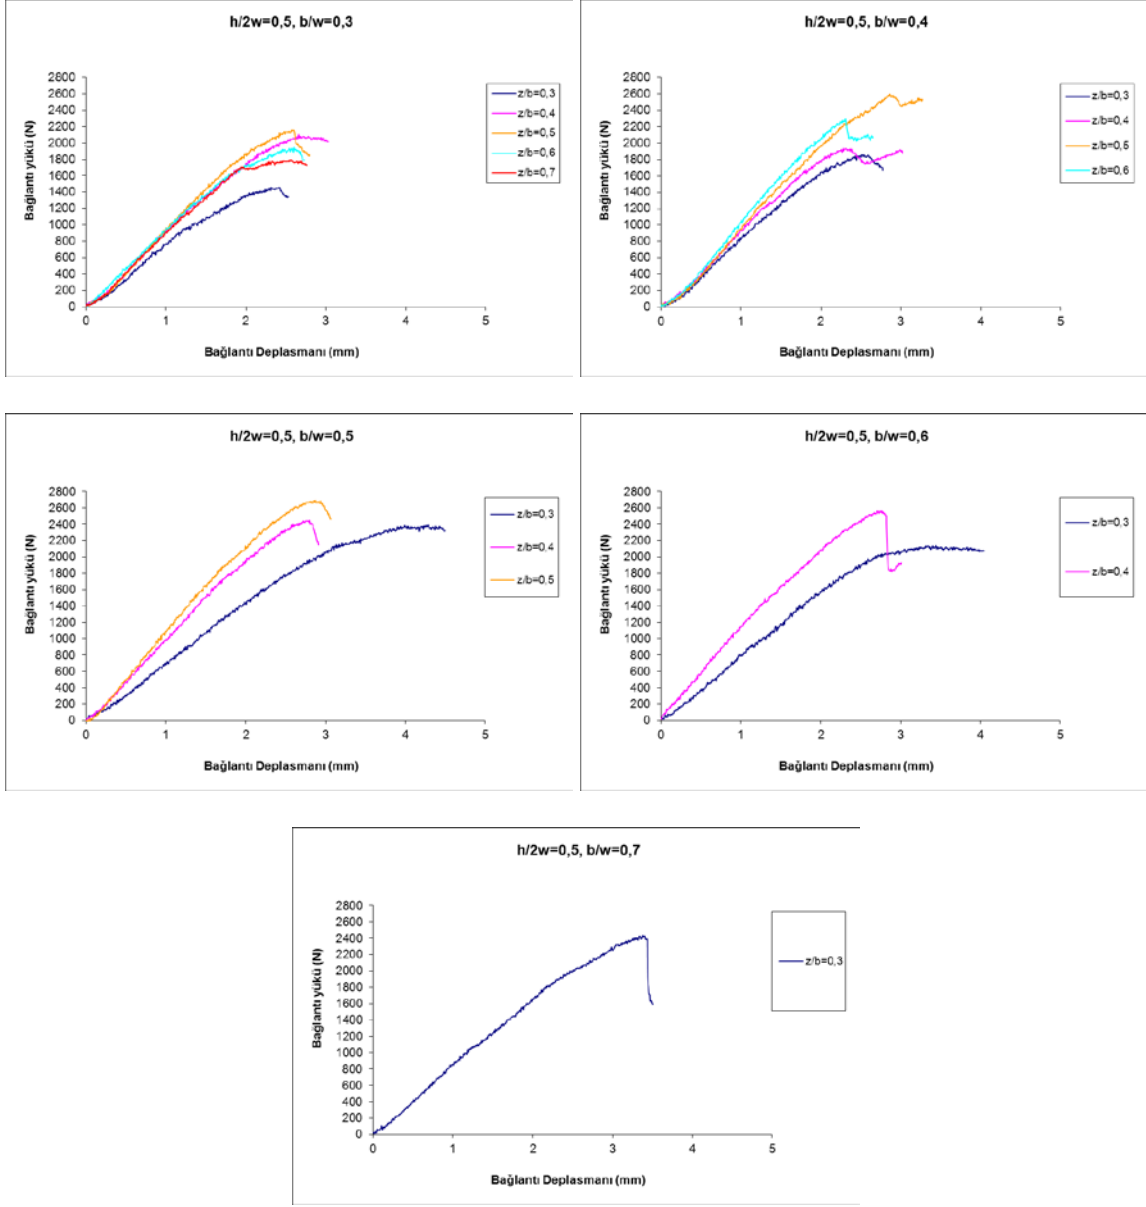 h/2w=0,5, b/w=0,3
Bağlantı yükü (N)
2800
2600
2400
2200
2000
1800
1600
1400
1200
1000
800
600
400
200
0
0 1 2 3 4 5
Bağlantı Deplasmanı (mm)
z/b=0,3
z/b=0,4
z/b=0,5
z/b=0,6
z/b=0,7
h/2w=0,5, b/w=0,4
Bağlantı yükü (N)
2800
2600
2400
2200
2000
1800
1600
1400
1200
1000
800
600
400
200
0
0 1 2 3 4 5
Bağlantı Deplasmanı (mm)
z/b=0,3
z/b=0,4
z/b=0,5
z/b=0,6
h/2w=0,5, b/w=0,5
Bağlantı yükü (N)
2800
2600
2400
2200
2000
1800
1600
1400
1200
1000
800
600
400
200
0
0 1 2 3 4 5
Bağlantı Deplasmanı (mm)
z/b=0,3
z/b=0,4
z/b=0,5
h/2w=0,5, b/w=0,6
Bağlantı yükü (N)
2800
2600
2400
2200
2000
1800
1600
1400
1200
1000
800
600
400
200
0
0 1 2 3 4 5
Bağlantı Deplasmanı (mm)
z/b=0,3
z/b=0,4
h/2w=0,5, b/w=0,7
Bağlantı yükü (N)
2800
2600
2400
2200
2000
1800
1600
1400
1200
1000
800
600
400
200
0
0 1 2 3 4 5
Bağlantı Deplasmanı (mm)
z/b=0,3